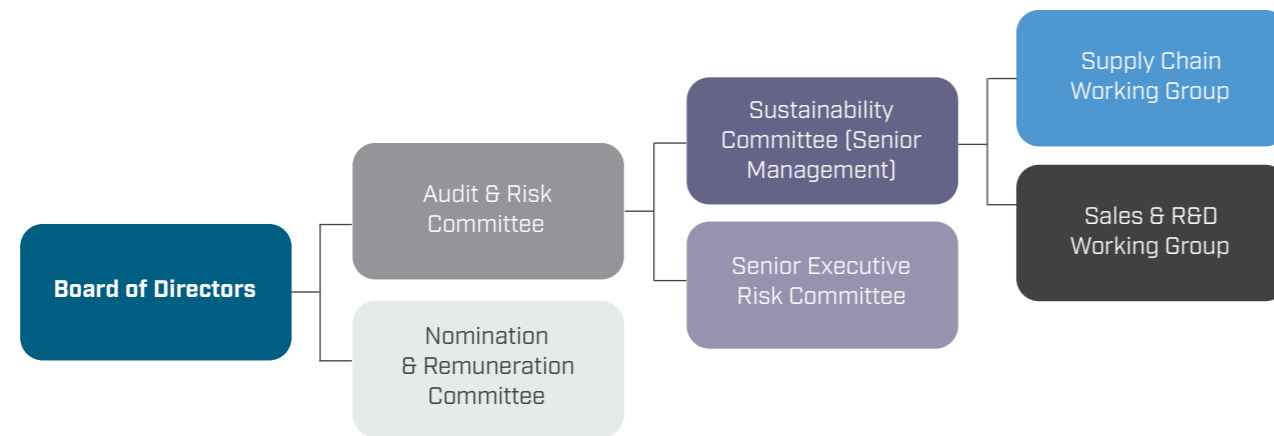 Board of Directors
Audit & Risk
Committee
Nomination
& Remuneration
Committee
Sustainability
Committee (Senior
Management)
Senior Executive
Risk Committee
Supply Chain
Working Group
Sales & R&D
Working Group